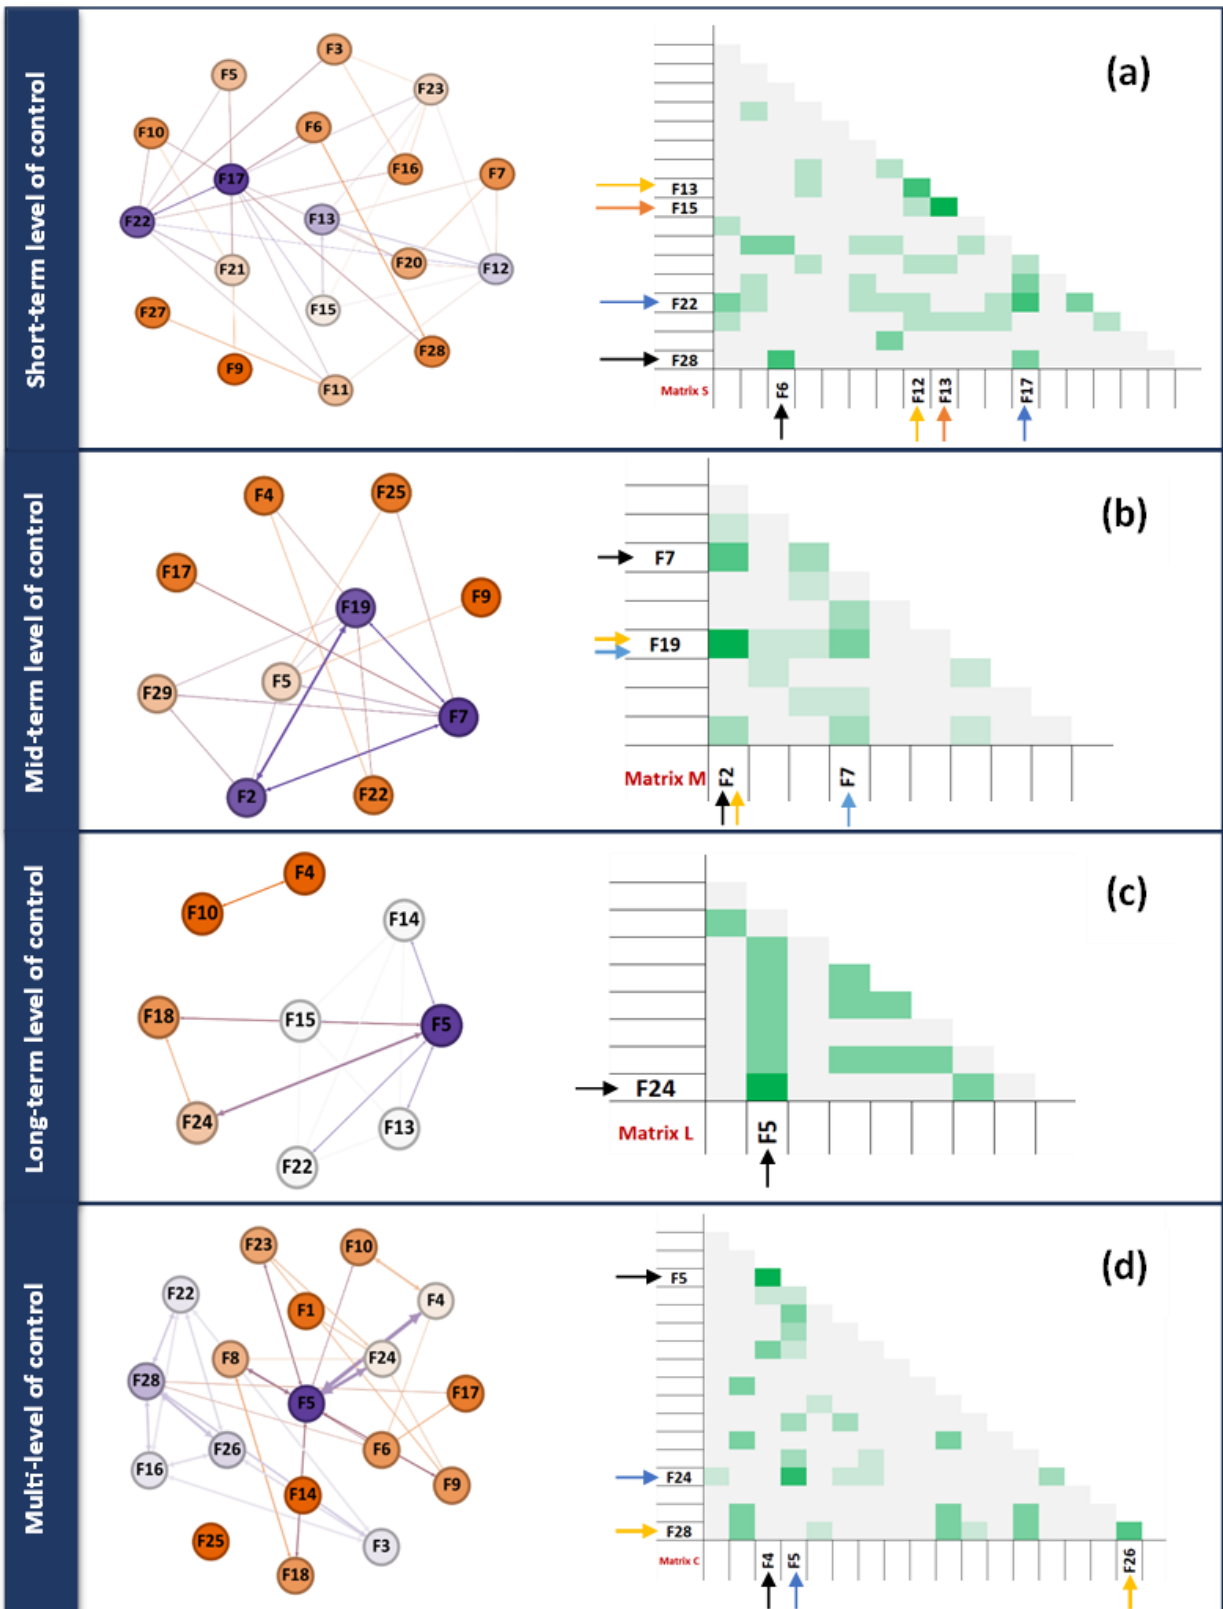 Short-term level of control
F3
F5
F23
F10
F6
F16
F7
F17
F22
F13
F21
F20
F12
F15
F27
F28
F9
F11
(a)
F13
F15
F22
F28
Matrix S
F6
F12
F13
F17
Mid-term level of control
F4
F25
F17
F19
F9
F5
F29
F7
F2
F22
(b)
F7
F19
Matrix M
F2
F7
Long-term level of control
F4
F10
F14
F18
F15
F5
F24
F13
F22
(c)
F24
Matrix L
F5
Multi-level of control
F23
F10
F22
F1
F4
F8
F24
F28
F5
F17
F26
F6
F16
F14
F9
F25
F3
F18
(d)
F5
F24
F28
Matrix C
F4
F5
F26